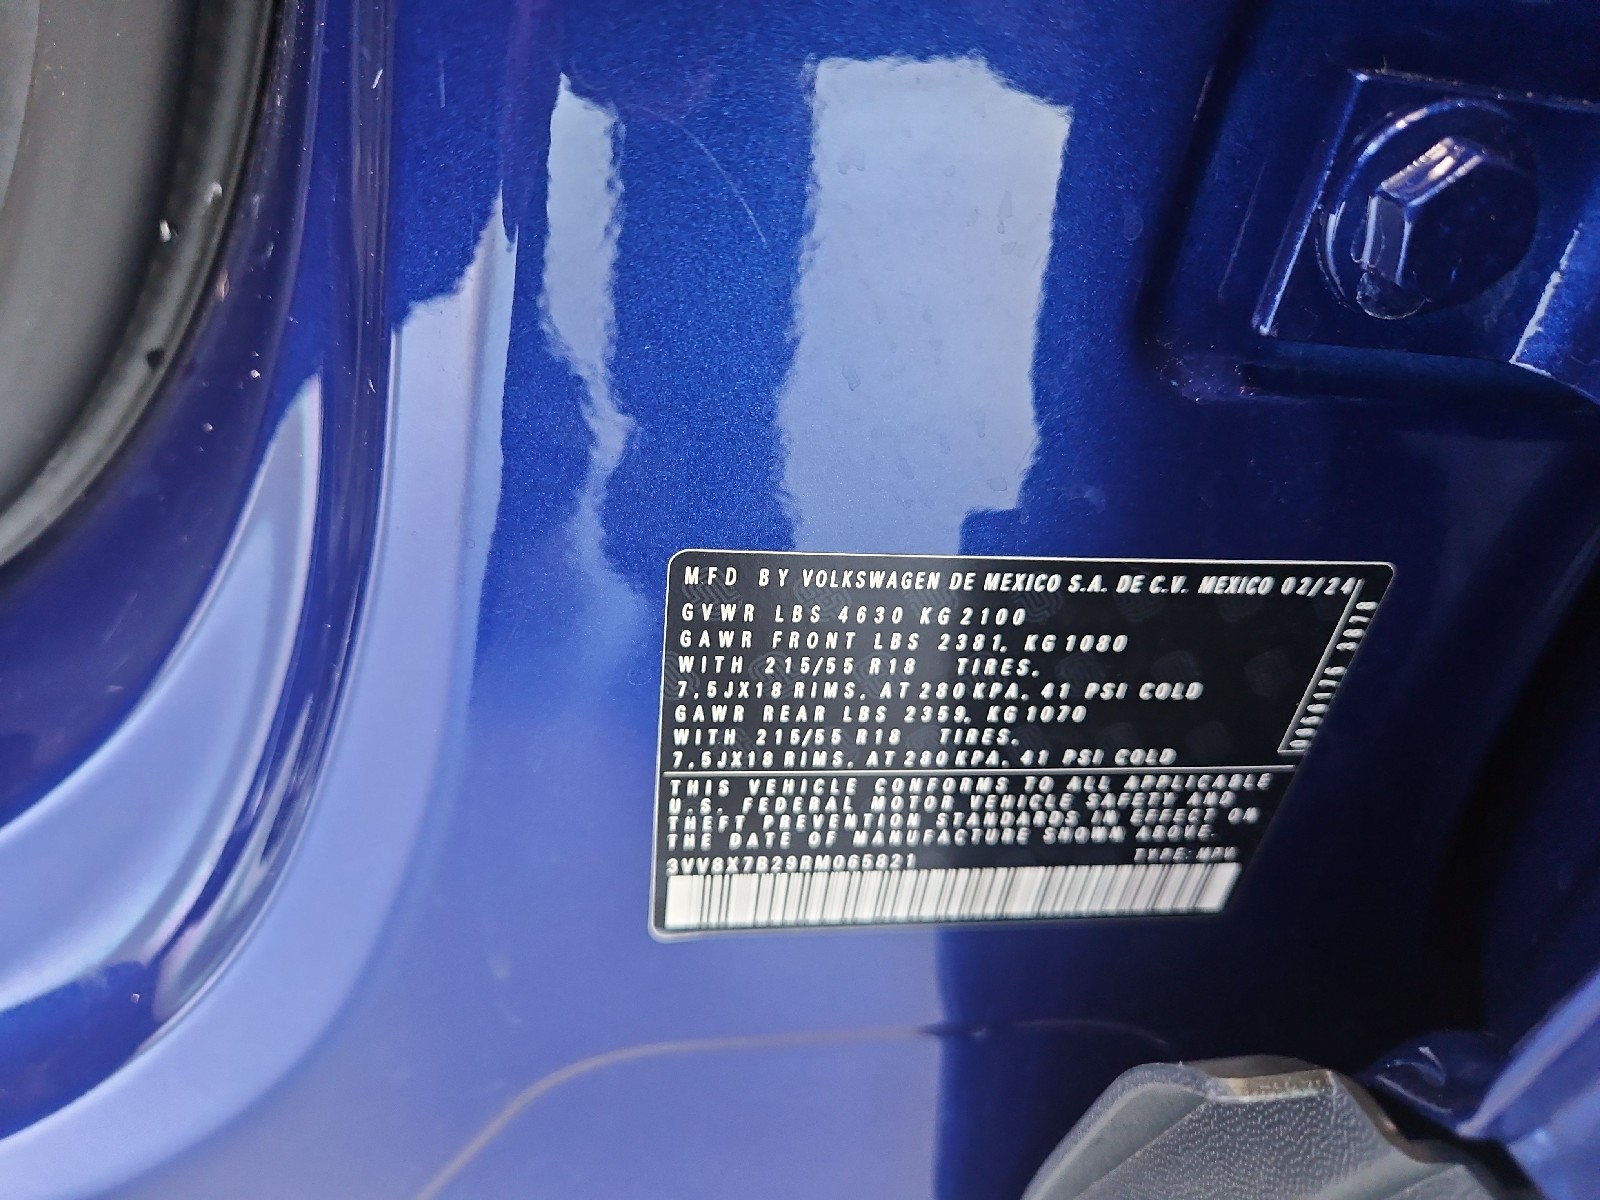 MFD BY VOLKSWAGEN DE MEXICO S.A. DE C.V. MEXICO 02/24
GVWR LBS 4630 KG 2100
GAWR FRONT LBS 2381, KG 1080
WITH 215/55 R18 TIRES.
7.5JX18 RIMS, AT 280 KPA, 41 PSI COLD
GAWR REAR LBS 2359, KG 1070
WITH 215/55 R18 TIRES.
7.5JX18 RIMS, AT 280 KPA, 41 PSI COLD
THIS VEHICLE CONFORMS TO ALL APPLICABLE
U.S. FEDERAL MOTOR VEHICLE SAFETY AND
THEFT PREVENTION STANDARDS IN EFFECT ON
THE DATE OF MANUFACTURE SHOWN ABOVE.
3VV8X7B29RM065821 TYPE: MPV